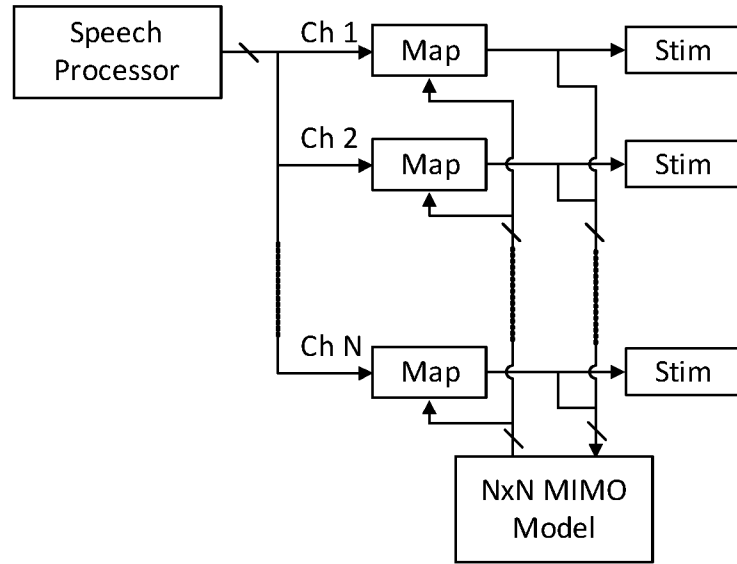 Speech
Processor
Ch 1
Map
Stim
Ch 2
Map
Stim
Ch N
Map
Stim
NxN MIMO
Model